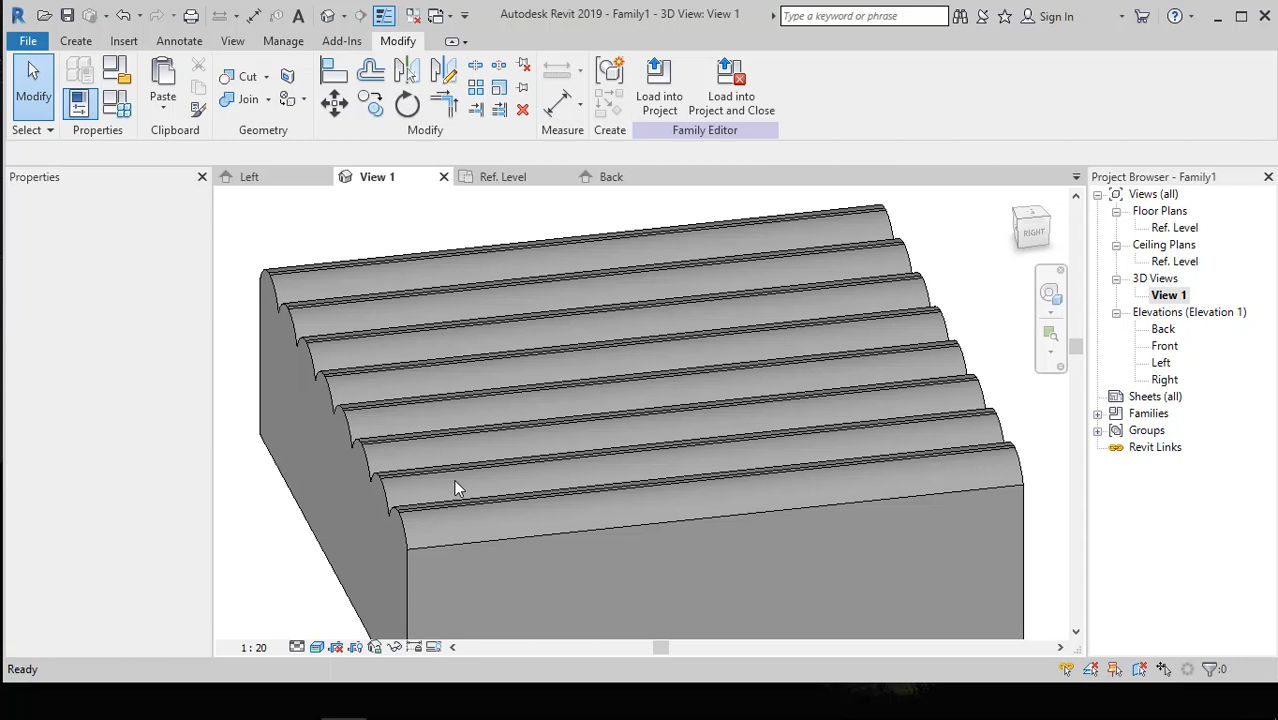 Autodesk Revit 2019 - Family1 - 3D View: View 1
Type a keyword or phrase
Sign In
File Create Insert Annotate View Manage Add-Ins Modify
Modify
Paste
Cut
Join
Load into
Project
Load into
Project and Close
Select Properties Clipboard Geometry Modify Measure Create Family Editor
Properties
Left
View 1
Ref. Level
Back
Project Browser - Family1
Views (all)
Floor Plans
Ref. Level
Ceiling Plans
Ref. Level
3D Views
View 1
Elevations (Elevation 1)
Back
Front
Left
Right
Sheets (all)
Families
Groups
Revit Links
RIGHT
1 : 20
Ready
:0